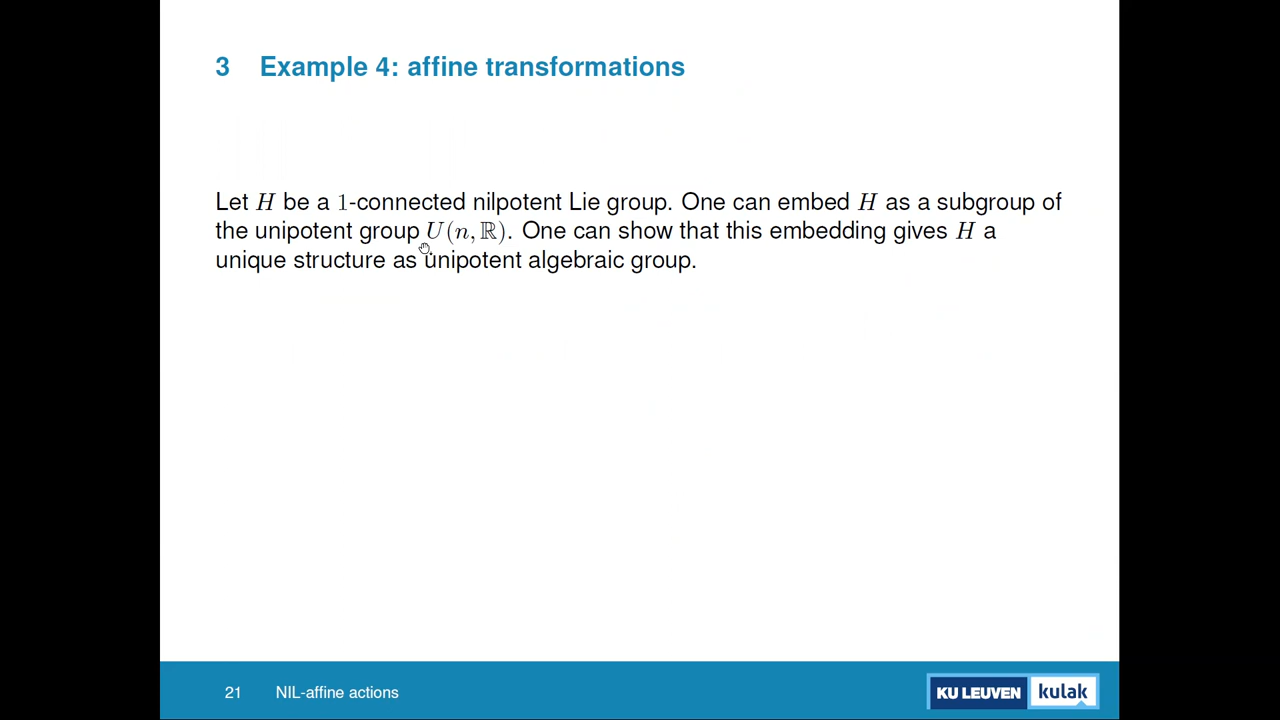 3 Example 4: affine transformations
Let H be a 1-connected nilpotent Lie group. One can embed H as a subgroup of
the unipotent group U(n, ℝ). One can show that this embedding gives H a
unique structure as unipotent algebraic group.
21 NIL-affine actions
KU LEUVEN kulak